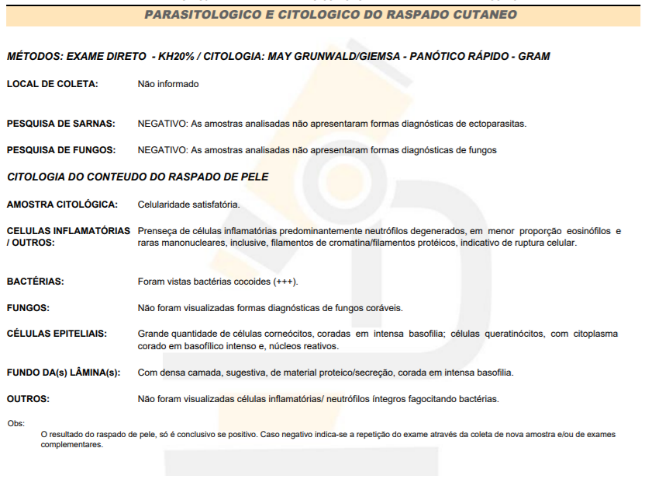 PARASITOLOGICO E CITOLOGICO DO RASPADO CUTANEO
MÉTODOS: EXAME DIRETO - KH20% / CITOLOGIA: MAY GRUNWALD/GIEMSA - PANÓTICO RÁPIDO - GRAM
LOCAL DE COLETA: Não informado
PESQUISA DE SARNAS: NEGATIVO: As amostras analisadas não apresentaram formas diagnósticas de ectoparasitas.
PESQUISA DE FUNGOS: NEGATIVO: As amostras analisadas não apresentaram formas diagnósticas de fungos
CITOLOGIA DO CONTEUDO DO RASPADO DE PELE
AMOSTRA CITOLÓGICA: Celularidade satisfatória.
CELULAS INFLAMATÓRIAS Penseça de células inflamatórias predominantemente neutrófilos degenerados, em menor proporção eosinófilos e
/ OUTROS: raras manonucleares, inclusive, filamentos de cromatina/filamentos protéicos, indicativo de ruptura celular.
BACTÉRIAS: Foram vistas bactérias cocoides (+++).
FUNGOS: Não foram visualizadas formas diagnósticas de fungos coráveis.
CÉLULAS EPITELIAIS: Grande quantidade de células corneócitos, coradas em intensa basofilia; células queratinócitos, com citoplasma
corado em basofílico intenso e, núcleos reativos.
FUNDO DA(s) LÂMINA(s): Com densa camada, sugestiva, de material proteico/secreção, corada em intensa basofilia.
OUTROS: Não foram visualizadas células inflamatórias/ neutrófilos íntegros fagocitando bactérias.
Obs:
O resultado do raspado de pele, só é conclusivo se positivo. Caso negativo indica-se a repetição do exame através da coleta de nova amostra e/ou de exames
complementares.